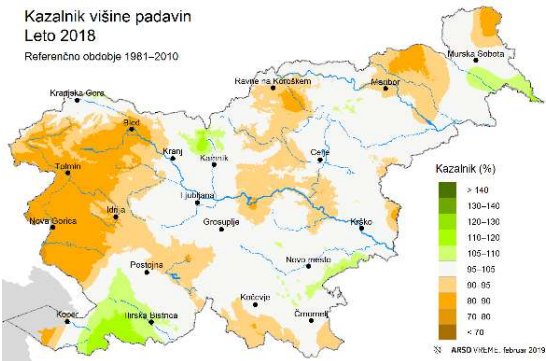 Kazalnik višine padavin
Leto 2018
Referenčno obdobje 1981–2010
Murska Sobota
Ravne na Koroškem
Maribor
Kranjska Gora
Bled
Kranj
Kamnik
Celje
Tolmin
Ljubljana
Idrija
Nova Gorica
Grosuplje
Krško
Postojna
Novo mesto
Kočevje
Črnomelj
Koper
Ilirska Bistrica
Kazalnik (%)
> 140
130–140
120–130
110–120
105–110
95–105
90–95
80–90
70–80
< 70
ARSO VREME, februar 2019